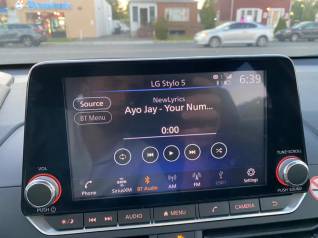 LG Stylo 5
6:39
Source
NewLyrics
Ayo Jay - Your Num...
BT Menu
0:00
Phone SiriusXM BT Audio AM FM Settings
VOL
TUNE·SCROLL
PUSH
AUDIO MENU CAMERA
PUSH SOUND